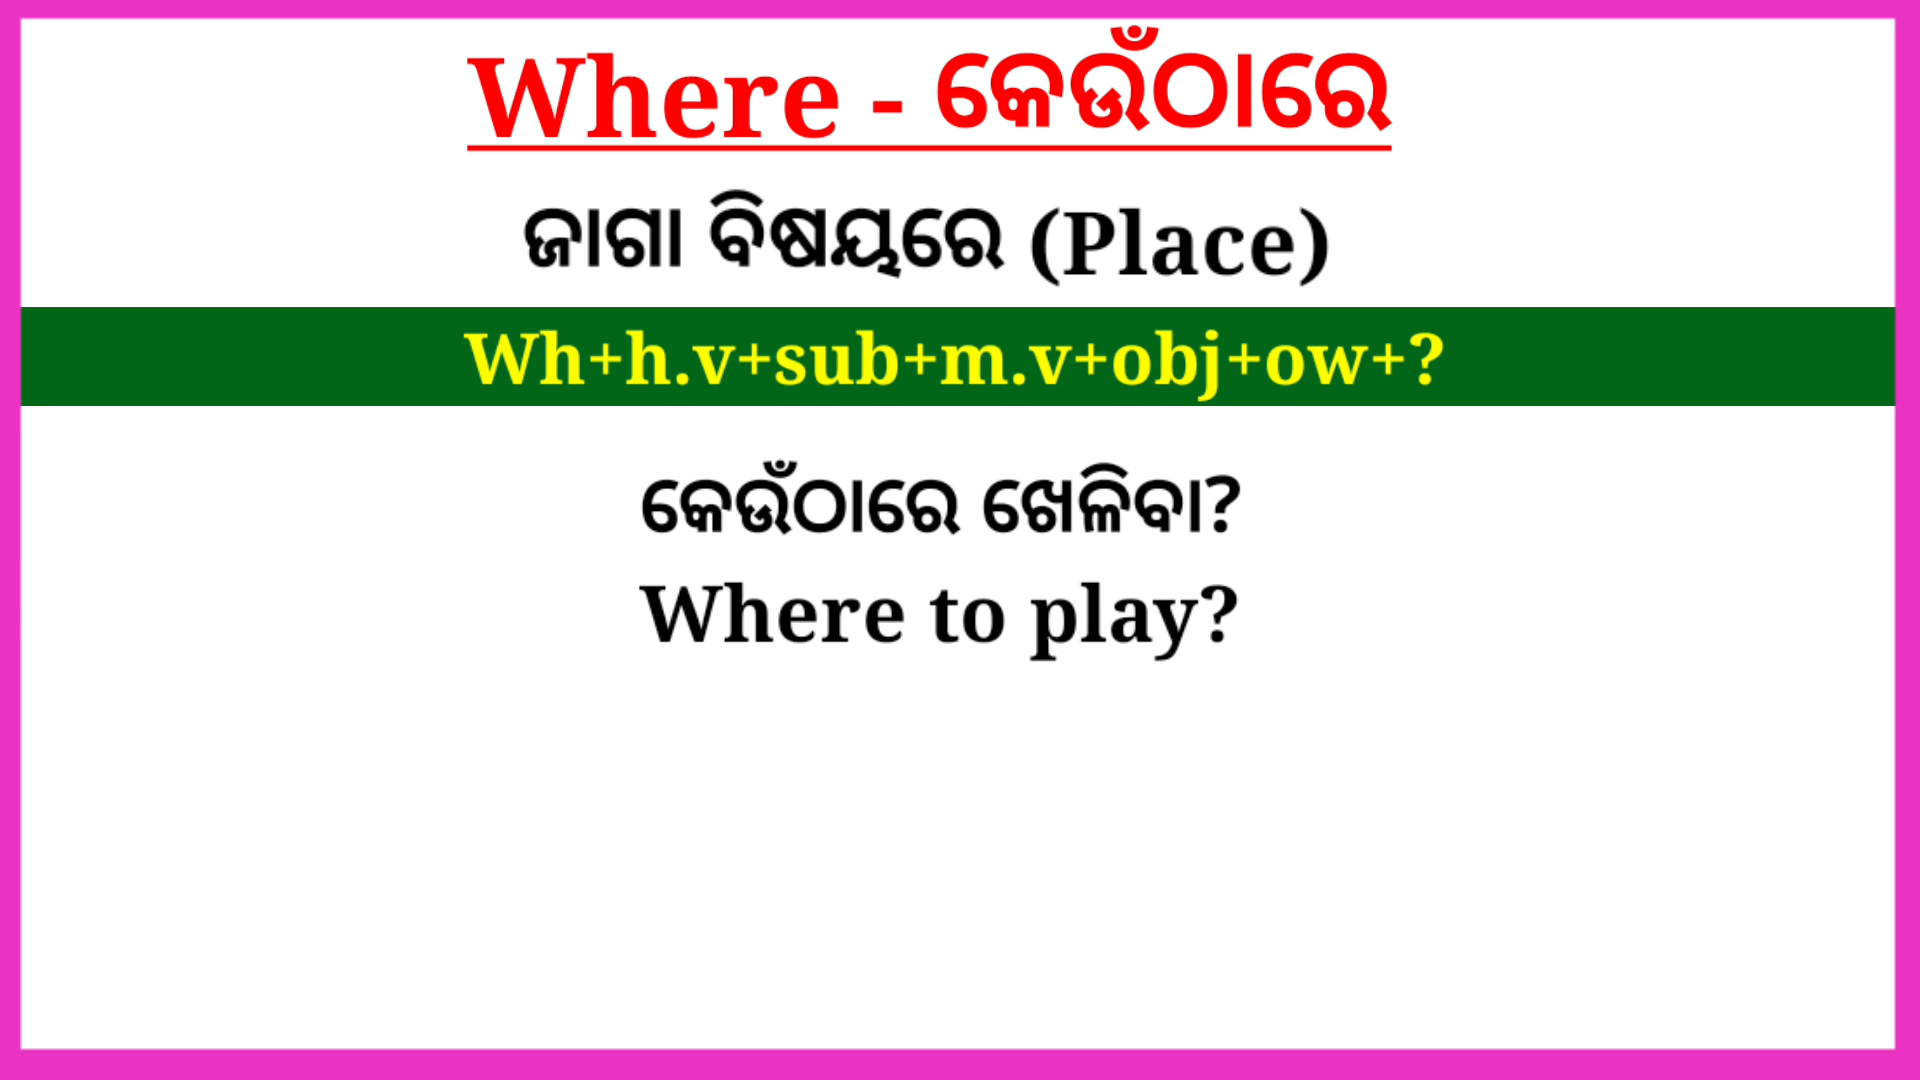 Where - କେଉଁଠାରେ
ଜାଗା ବିଷୟରେ (Place)
Wh+h.v+sub+m.v+obj+ow+?
କେଉଁଠାରେ ଖେଳିବା?
Where to play?